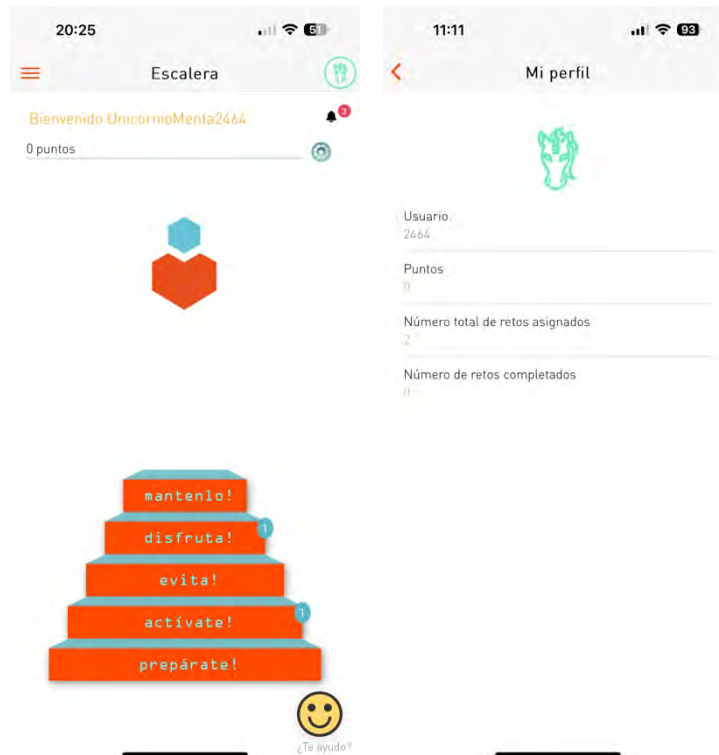 20:25
51
Escalera
Bienvenido UnicornioMenta2464
3
0 puntos
mantenlo!
disfruta!
1
evita!
actívate!
1
prepárate!
¿Te ayudo?
11:11
93
Mi perfil
Usuario
2464
Puntos
0
Número total de retos asignados
2
Número de retos completados
0